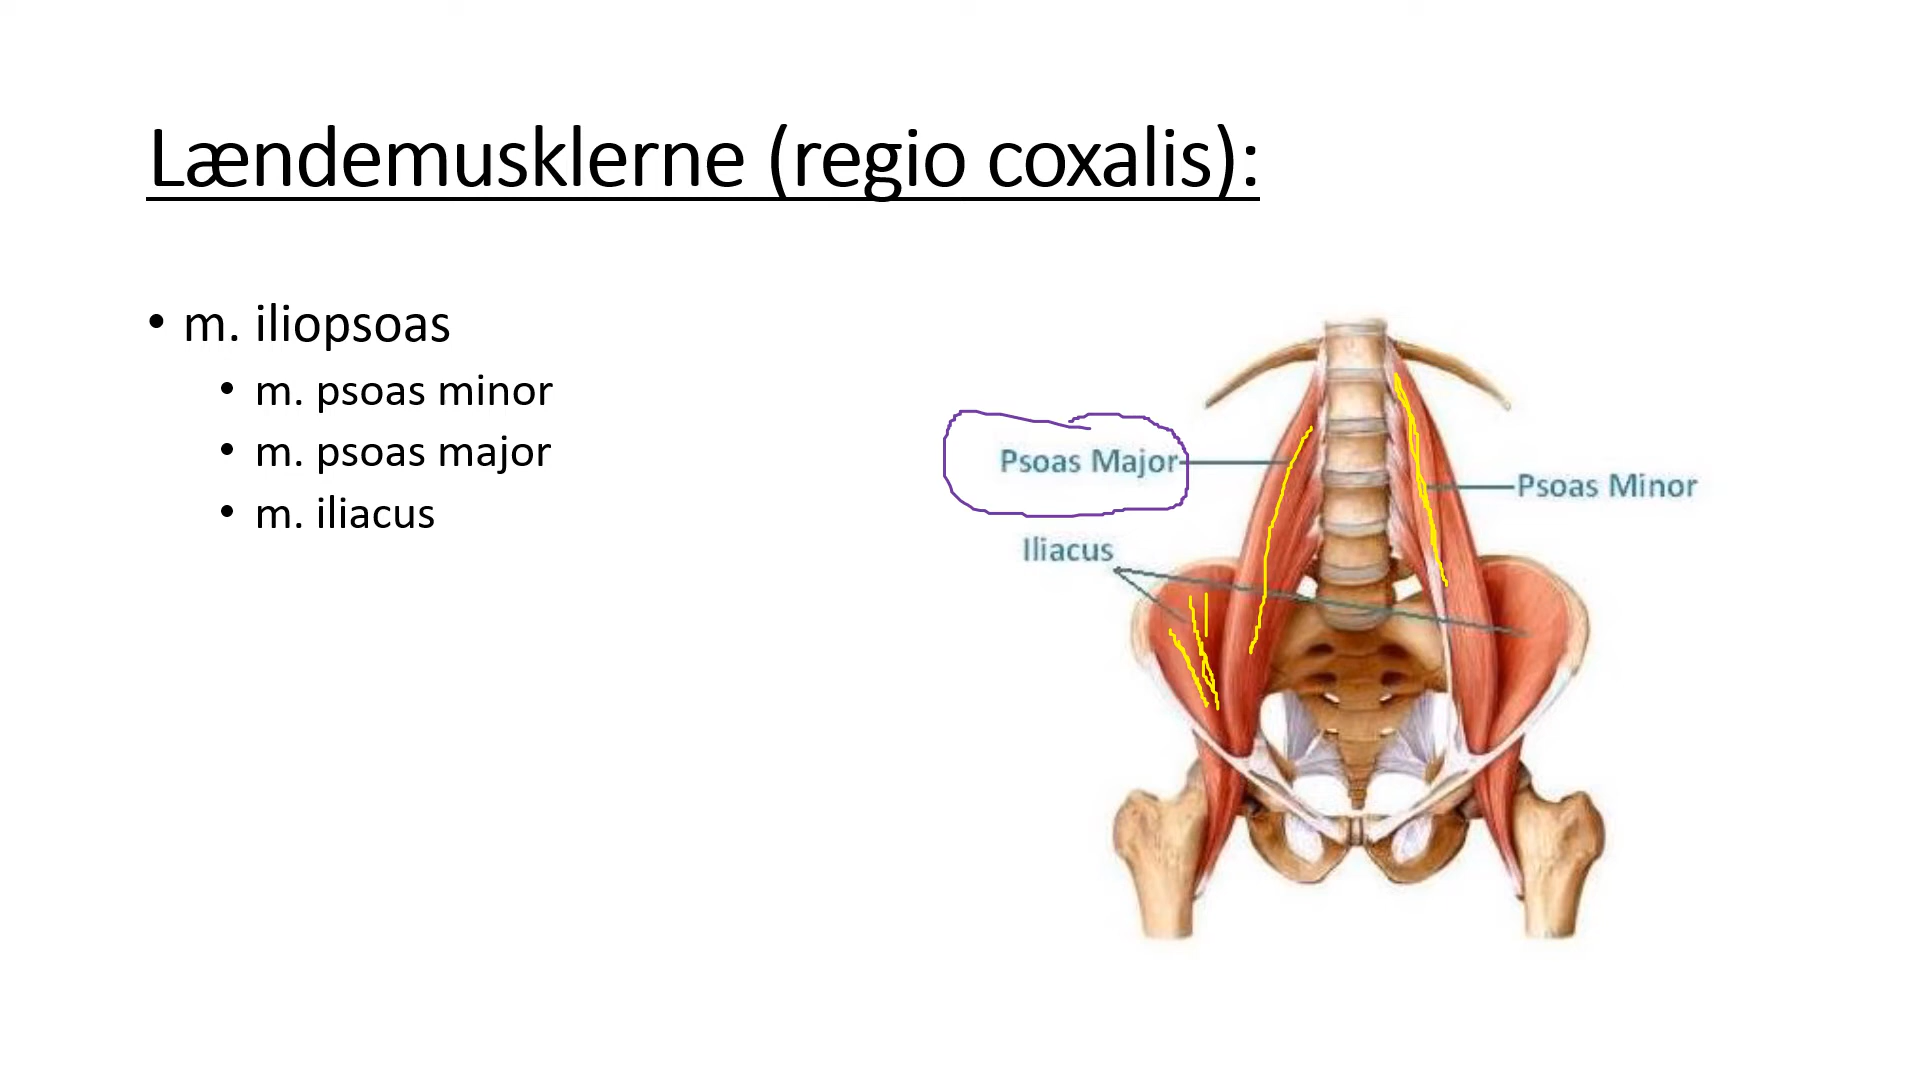 Lændemusklerne (regio coxalis):
• m. iliopsoas
• m. psoas minor
• m. psoas major
• m. iliacus
Psoas Major
Psoas Minor
Iliacus